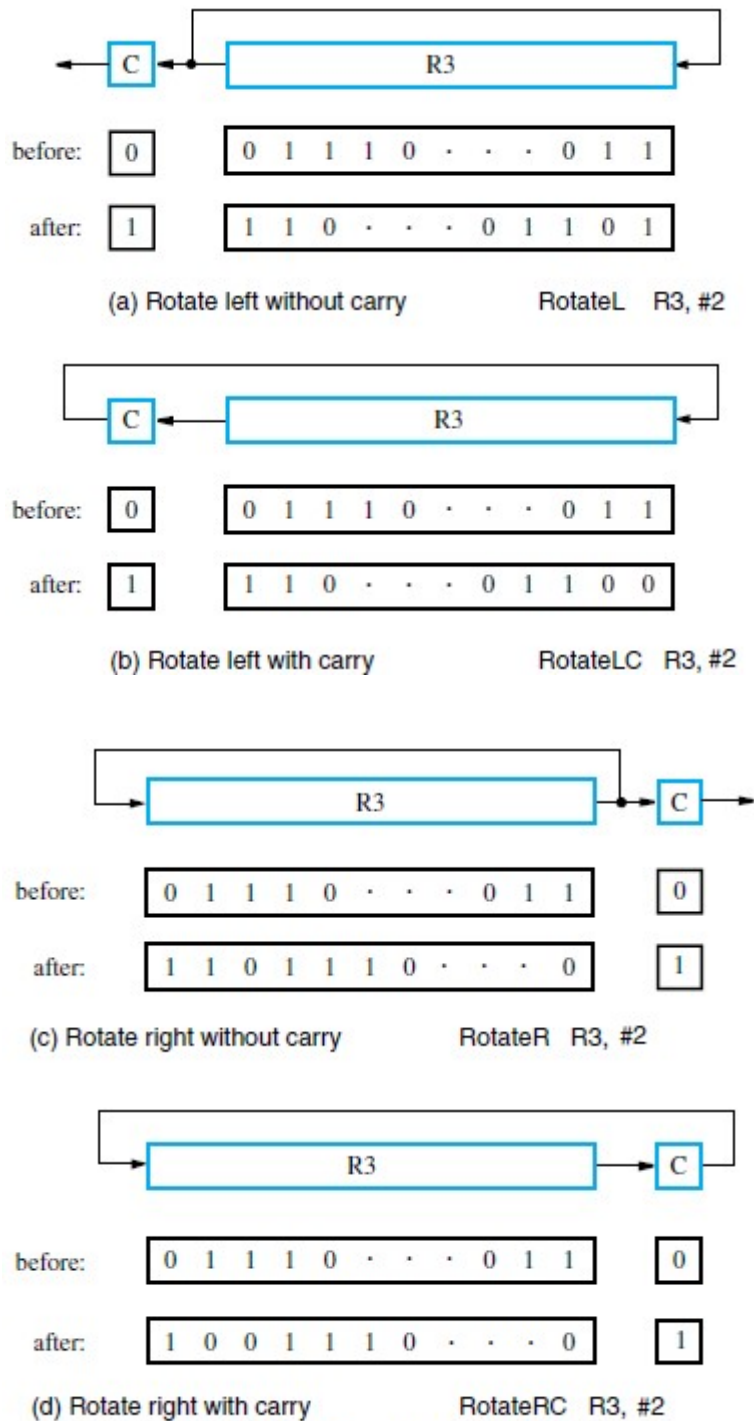 C R3
before: 0 0 1 1 1 0 · · · 0 1 1
after: 1 1 1 0 · · · 0 1 1 0 1
(a) Rotate left without carry RotateL R3, #2
C R3
before: 0 0 1 1 1 0 · · · 0 1 1
after: 1 1 1 0 · · · 0 1 1 0 0
(b) Rotate left with carry RotateLC R3, #2
R3 C
before: 0 1 1 1 0 · · · 0 1 1 0
after: 1 1 0 1 1 1 0 · · · 0 1
(c) Rotate right without carry RotateR R3, #2
R3 C
before: 0 1 1 1 0 · · · 0 1 1 0
after: 1 0 0 1 1 1 0 · · · 0 1
(d) Rotate right with carry RotateRC R3, #2